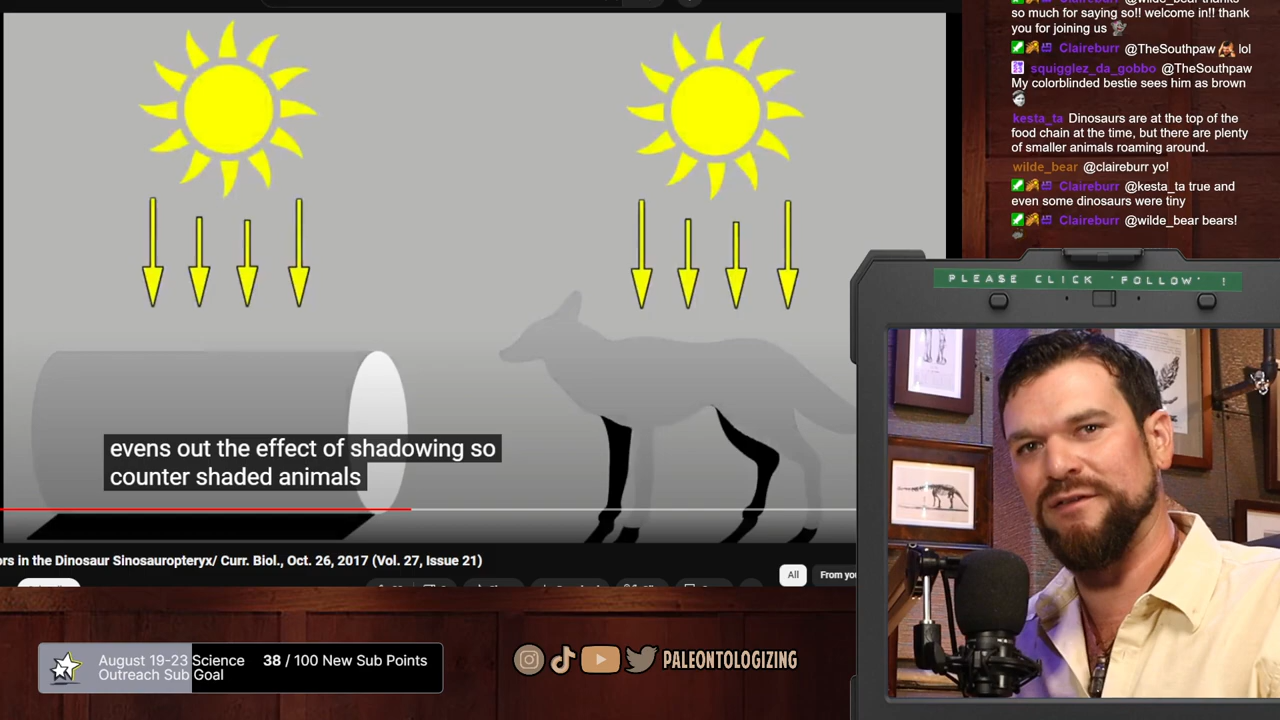 so much for saying so!! welcome in!! thank
you for joining us
Claireburr @TheSouthpaw lol
squigglez_da_gobbo @TheSouthpaw
My colorblinded bestie sees him as brown
kesta_ta Dinosaurs are at the top of the
food chain at the time, but there are plenty
of smaller animals roaming around.
wilde_bear @claireburr yo!
Claireburr @kesta_ta true and
even some dinosaurs were tiny
Claireburr @wilde_bear bears!
PLEASE CLICK "FOLLOW" !
evens out the effect of shadowing so
counter shaded animals
ors in the Dinosaur Sinosauropteryx/ Curr. Biol., Oct. 26, 2017 (Vol. 27, Issue 21)
All
From you
August 19-23 Science
Outreach Sub Goal
38 / 100 New Sub Points
PALEONTOLOGIZING